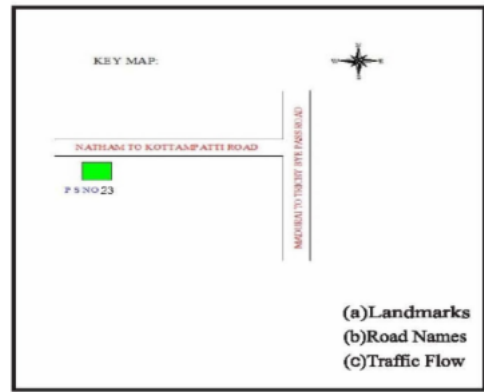 KEY MAP:
N
W E
S
NATHAM TO KOTTAMPATTI ROAD
MADURAI TO TRICHY BYE PASS ROAD
P S NO 23
(a)Landmarks
(b)Road Names
(c)Traffic Flow